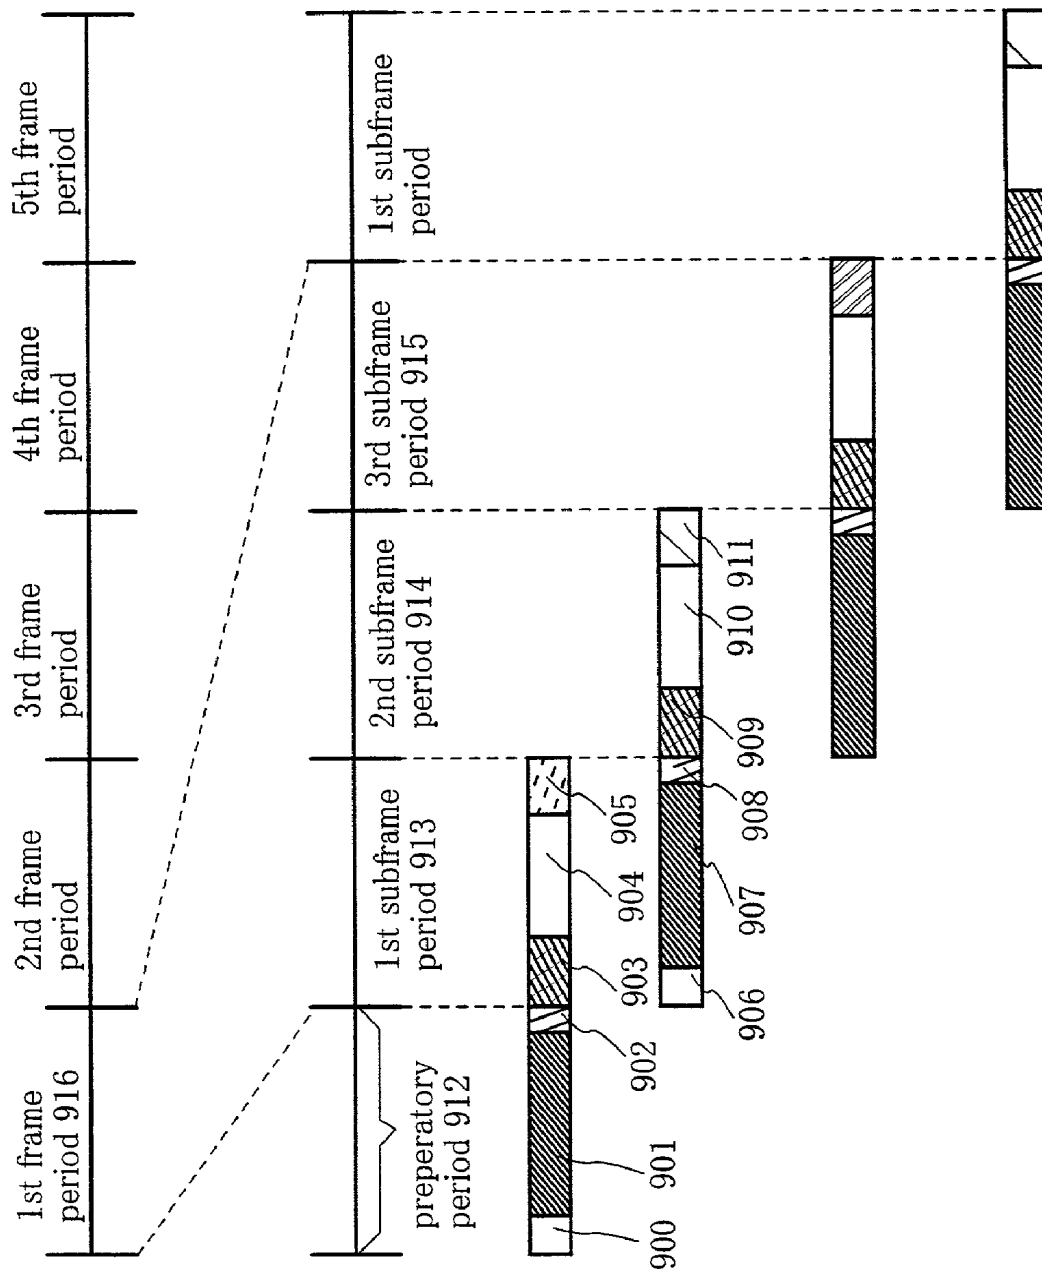 1st frame
period 916
2nd frame
period
3rd frame
period
4th frame
period
5th frame
period
preperatory
period 912
1st subframe
period 913
2nd subframe
period 914
3rd subframe
period 915
1st subframe
period
900
901
902
903
904
905
906
907
908
909
910
911